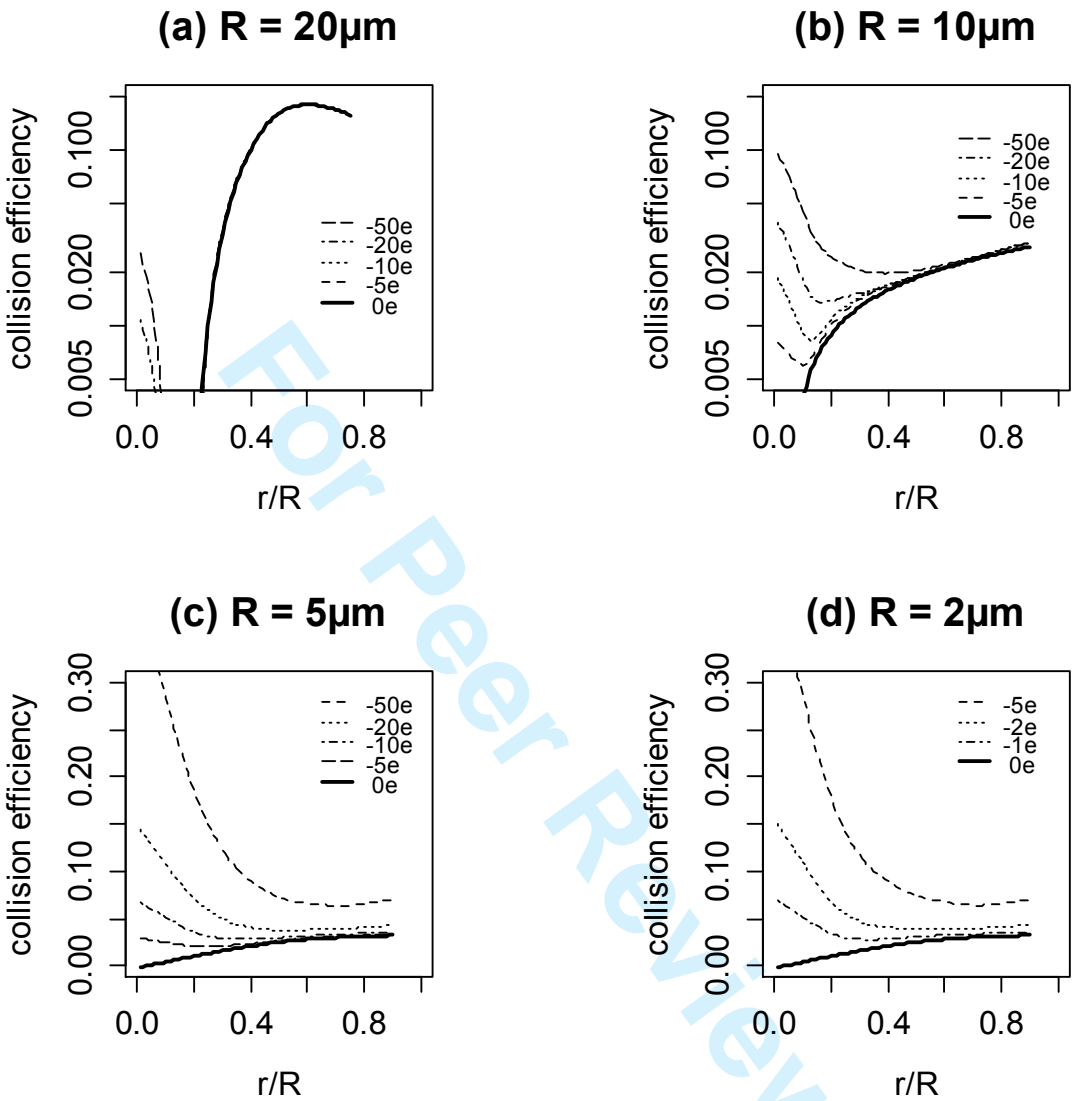 (a) R = 20µm
collision efficiency
0.100
0.020
0.005
-50e
-20e
-10e
-5e
0e
0.0 0.4 0.8
r/R
(b) R = 10µm
collision efficiency
0.100
0.020
0.005
-50e
-20e
-10e
-5e
0e
0.0 0.4 0.8
r/R
(c) R = 5µm
collision efficiency
0.30
0.20
0.10
0.00
-50e
-20e
-10e
-5e
0e
0.0 0.4 0.8
r/R
(d) R = 2µm
collision efficiency
0.30
0.20
0.10
0.00
-5e
-2e
-1e
0e
0.0 0.4 0.8
r/R
For Peer Review